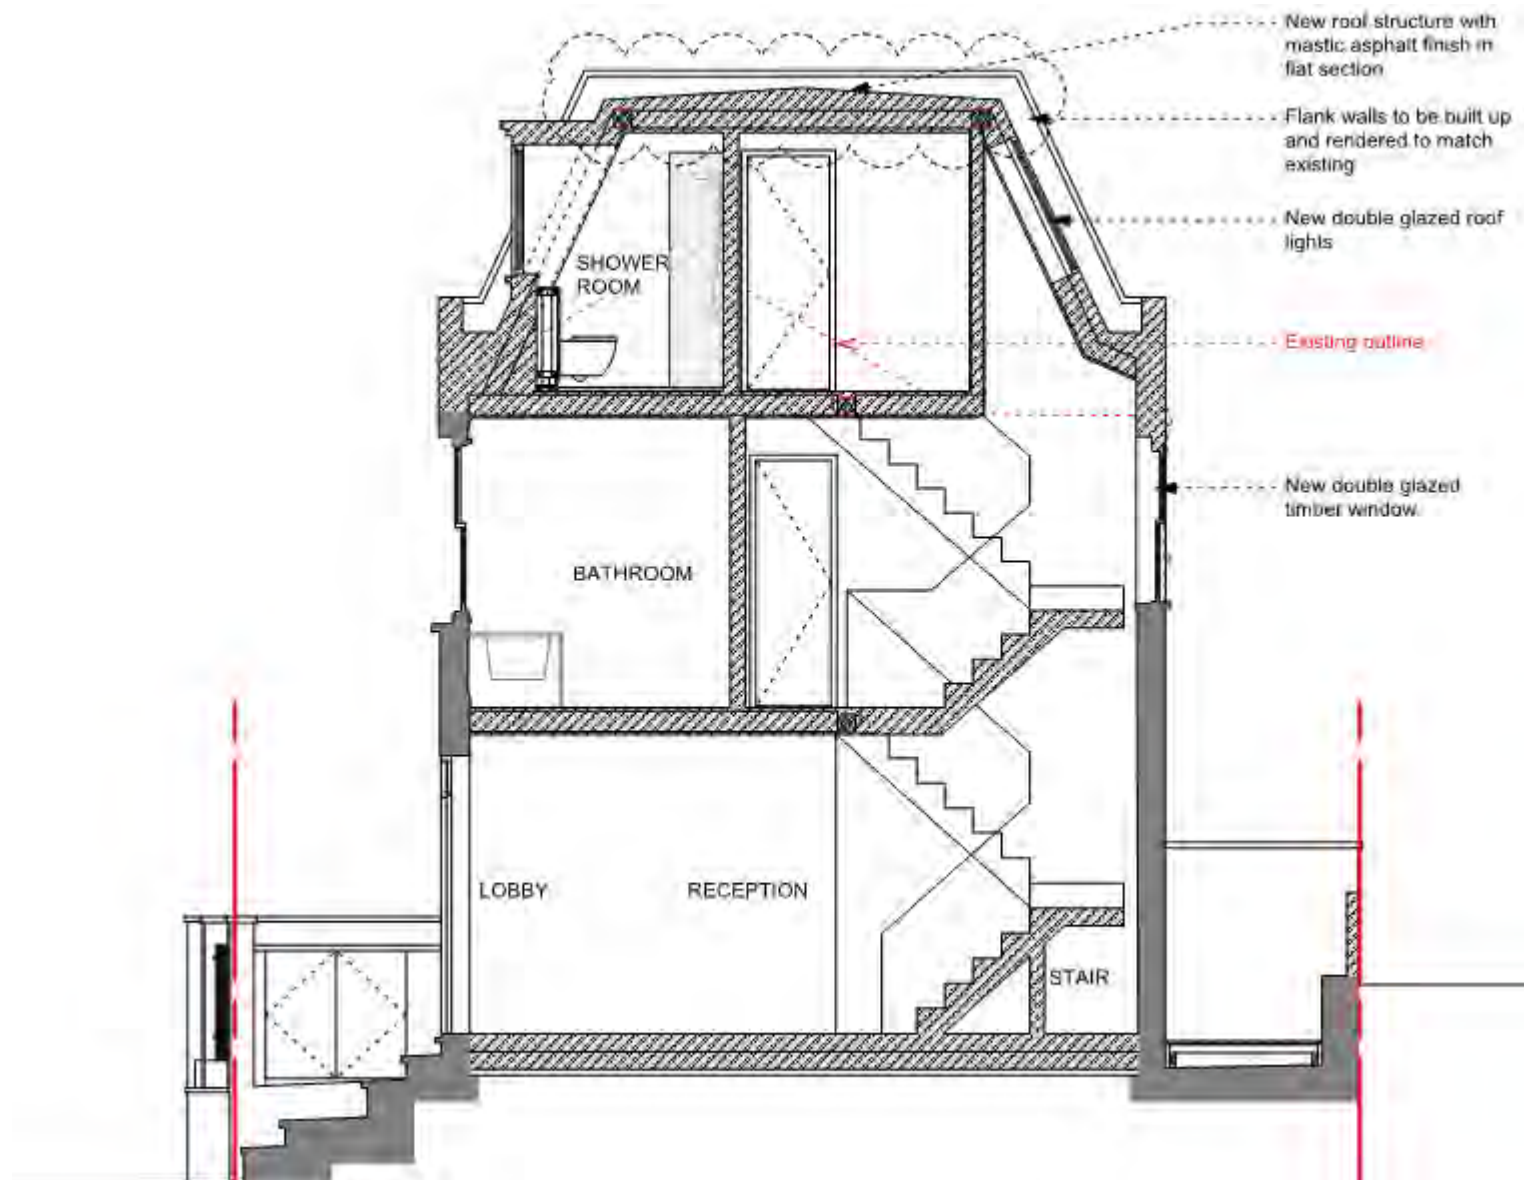 New roof structure with
mastic asphalt finish in
flat section
Flank walls to be built up
and rendered to match
existing
New double glazed roof
lights
SHOWER
ROOM
Existing outline
New double glazed
timber window.
BATHROOM
LOBBY
RECEPTION
STAIR